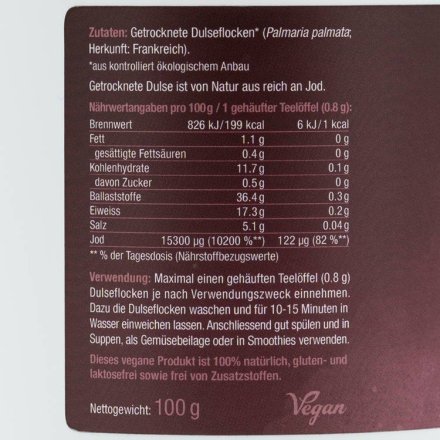 Zutaten: Getrocknete Dulseflocken* (Palmaria palmata;
Herkunft: Frankreich).
*aus kontrolliert ökologischem Anbau
Getrocknete Dulse ist von Natur aus reich an Jod.
Nährwertangaben pro 100g / 1 gehäufter Teelöffel (0.8 g):
Brennwert 826 kJ/199 kcal 6 kJ/1 kcal
Fett 1.1 g 0 g
gesättigte Fettsäuren 0.4 g 0 g
Kohlenhydrate 11.7 g 0.1 g
davon Zucker 0.5 g 0 g
Ballaststoffe 36.4 g 0.3 g
Eiweiss 17.3 g 0.2 g
Salz 5.1 g 0.04 g
Jod 15300 µg (10200 %**) 122 µg (82 %**)
** % der Tagesdosis (Nährstoffbezugswerte)
Verwendung: Maximal einen gehäuften Teelöffel (0.8 g)
Dulseflocken je nach Verwendungszweck einnehmen.
Dazu die Dulseflocken waschen und für 10-15 Minuten in
Wasser einweichen lassen. Anschliessend gut spülen und in
Suppen, als Gemüsebeilage oder in Smoothies verwenden.
Dieses vegane Produkt ist 100% natürlich, gluten- und
laktosefrei sowie frei von Zusatzstoffen.
Nettogewicht: 100 g Vegan